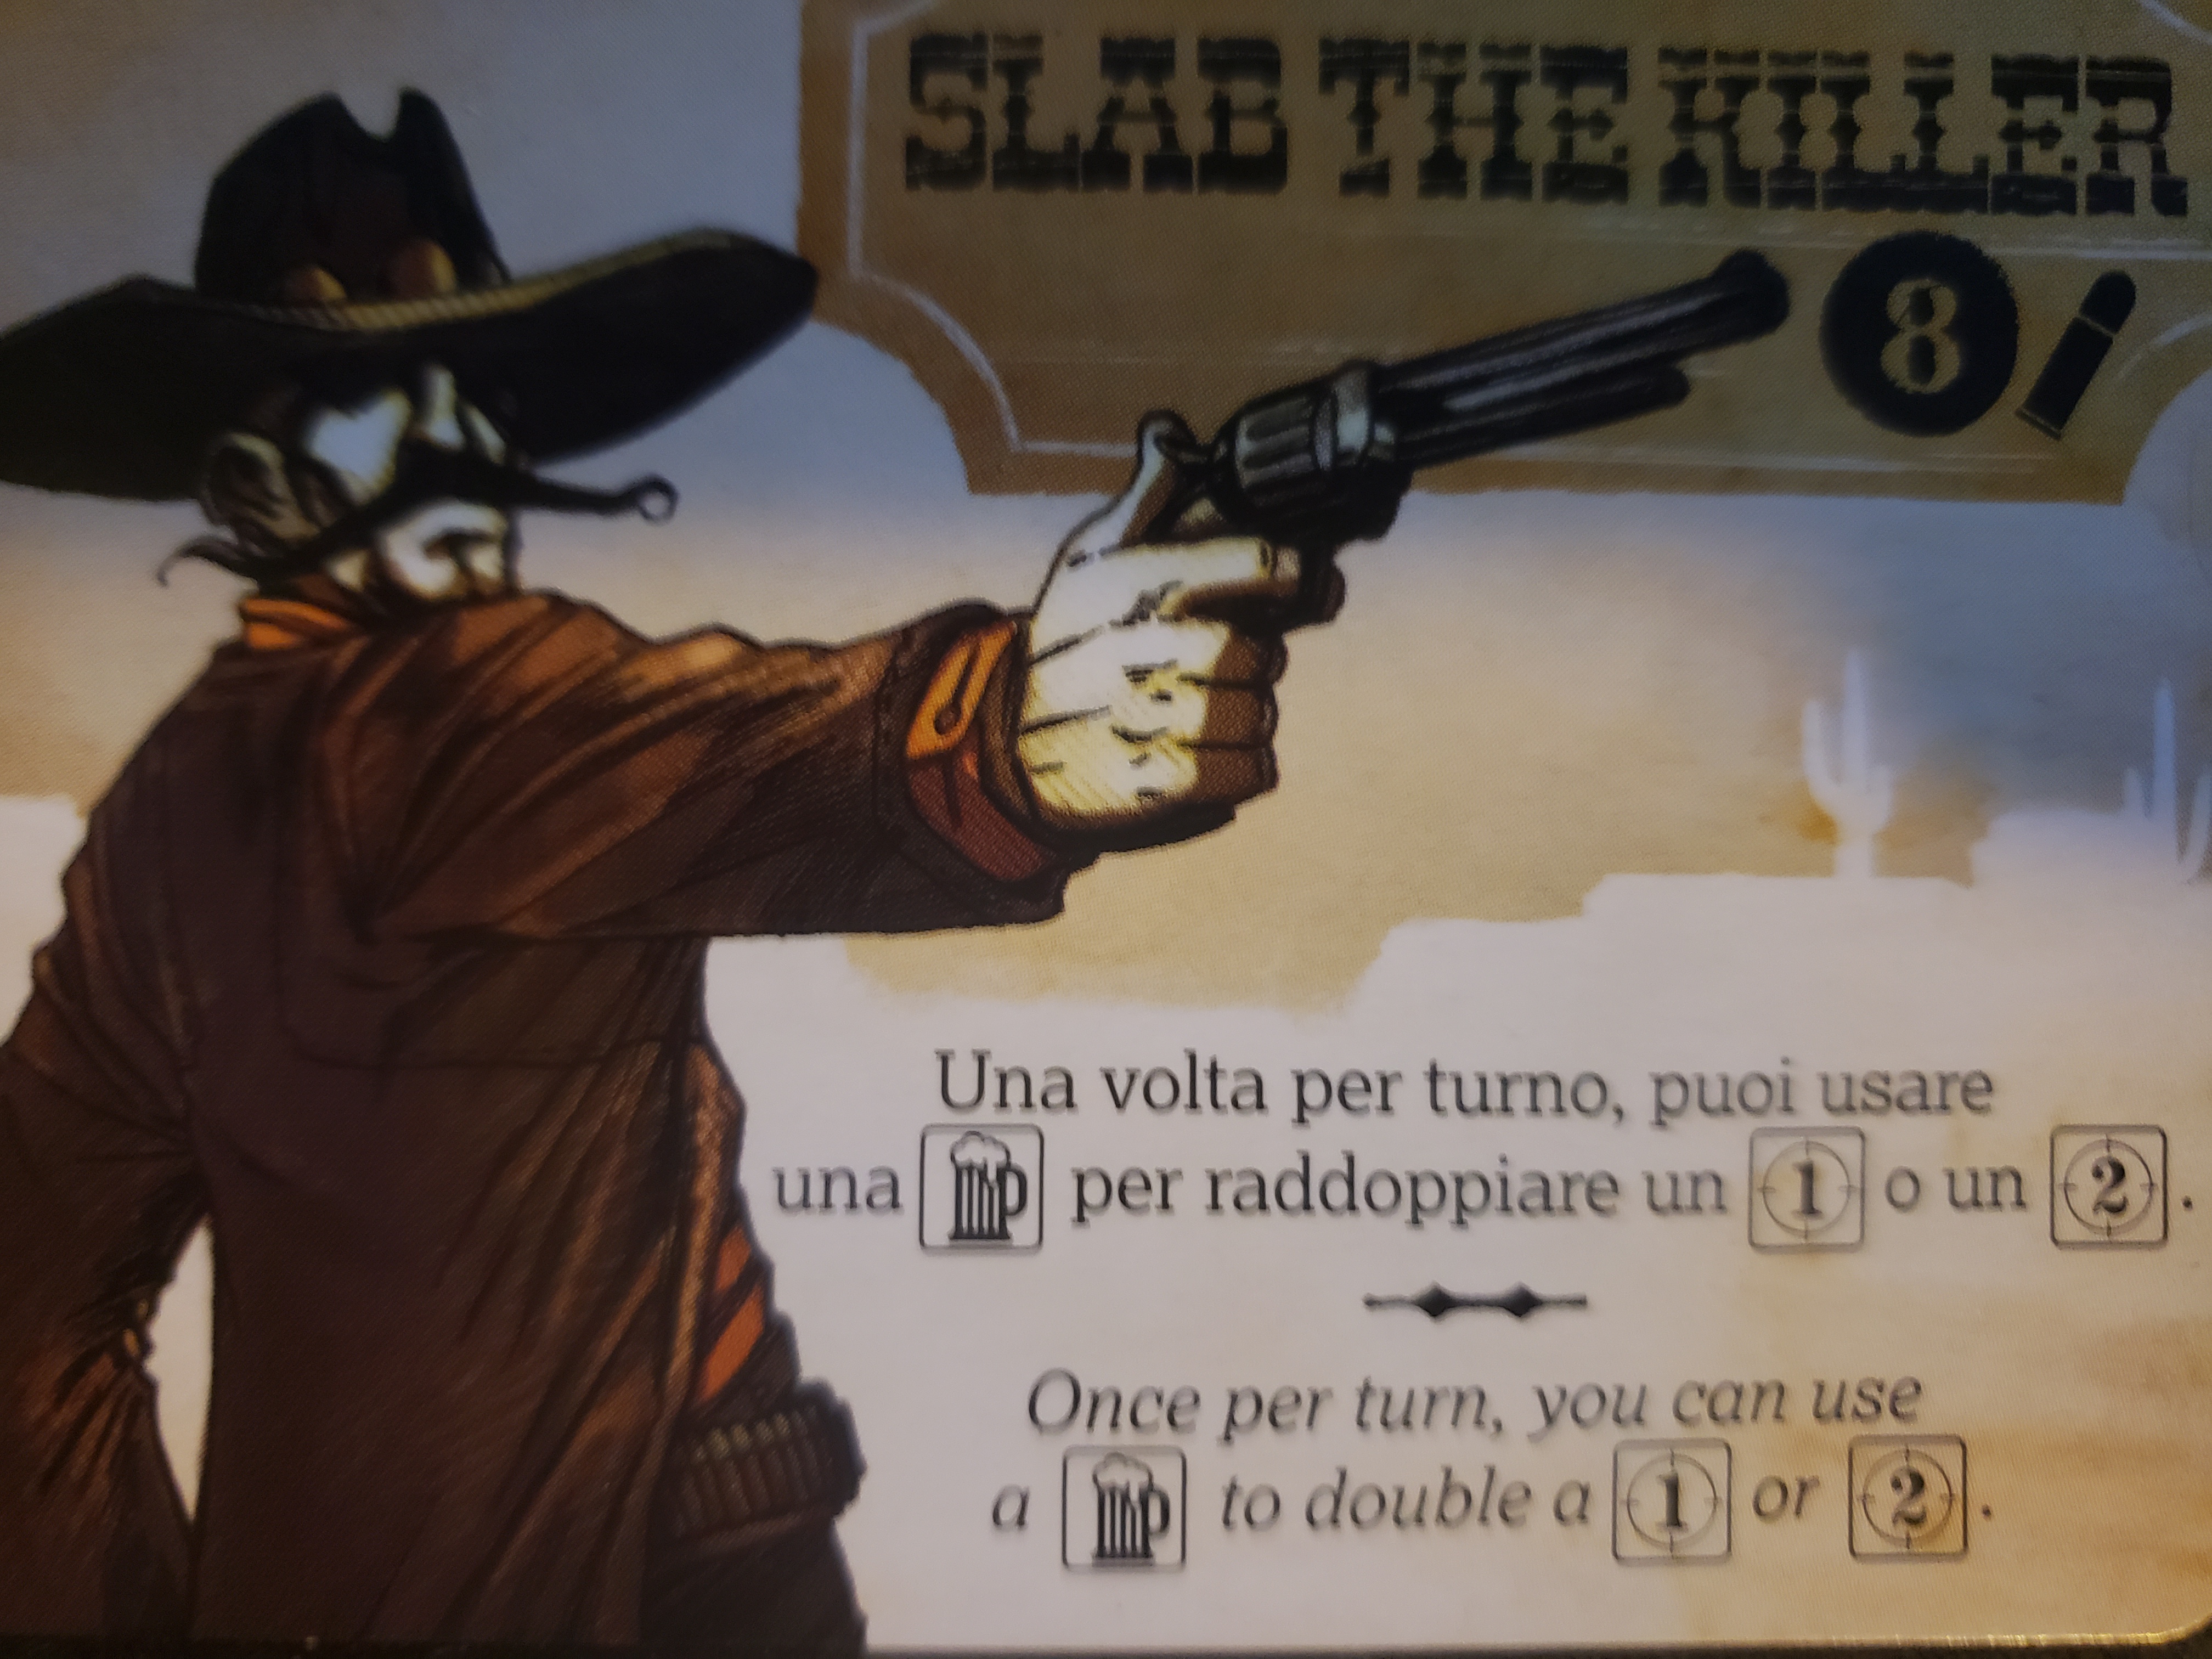 SLAB THE KILLER
8
Una volta per turno, puoi usare
una per raddoppiare un 1 o un 2.
Once per turn, you can use
a to double a 1 or 2.